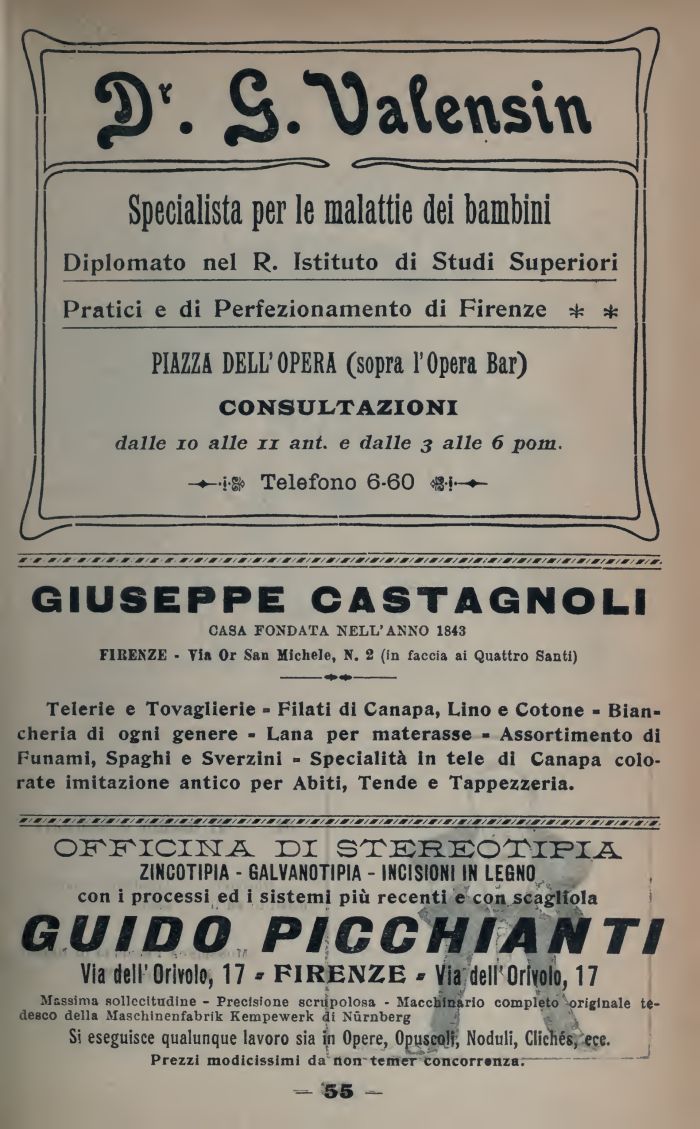 Dr. G. Valensin
Specialista per le malattie dei bambini
Diplomato nel R. Istituto di Studi Superiori
Pratici e di Perfezionamento di Firenze * *
PIAZZA DELL' OPERA (sopra l'Opera Bar)
CONSULTAZIONI
dalle 10 alle 11 ant. e dalle 3 alle 6 pom.
Telefono 6-60
GIUSEPPE CASTAGNOLI
CASA FONDATA NELL'ANNO 1843
FIRENZE - Via Or San Michele, N. 2 (in faccia ai Quattro Santi)
Telerie e Tovaglierie - Filati di Canapa, Lino e Cotone - Bian-
cheria di ogni genere - Lana per materasse - Assortimento di
Funami, Spaghi e Sverzini - Specialità in tele di Canapa colo-
rate imitazione antico per Abiti, Tende e Tappezzeria.
OFFICINA DI STEREOTIPIA
ZINCOTIPIA - GALVANOTIPIA - INCISIONI IN LEGNO
con i processi ed i sistemi più recenti e con scagliola
GUIDO PICCHIANTI
Via dell' Orivolo, 17 - FIRENZE - Via dell' Orivolo, 17
Massima sollecitudine - Precisione scrupolosa - Macchinario completo originale te-
desco della Maschinenfabrik Kempewerk di Nürnberg
Si eseguisce qualunque lavoro sia in Opere, Opuscoli, Noduli, Clichés, ece.
Prezzi modicissimi da non temer concorrenza.
— 55 —